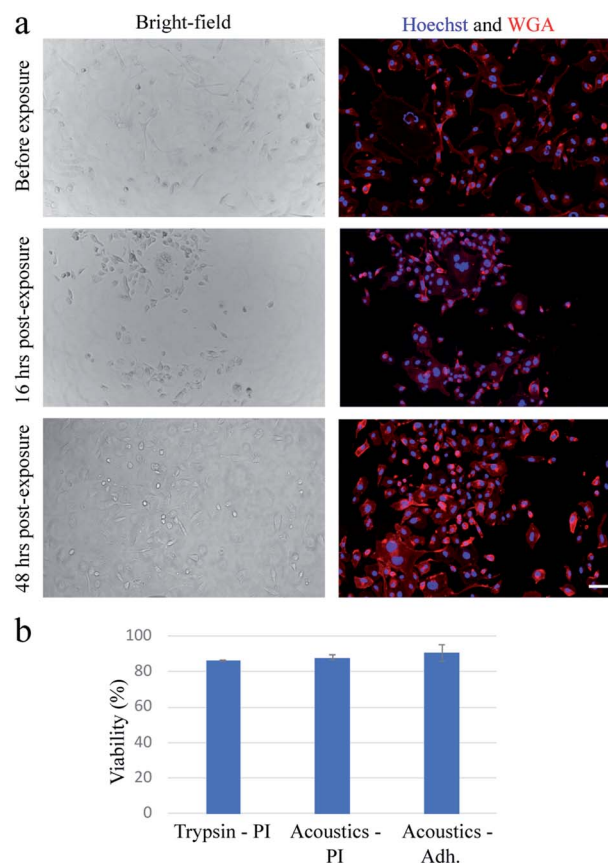 a
Bright-field
Hoechst and WGA
Before exposure
16 hrs post-exposure
48 hrs post-exposure
b
Viability (%)
100
80
60
40
20
0
Trypsin - PI
Acoustics -
PI
Acoustics -
Adh.